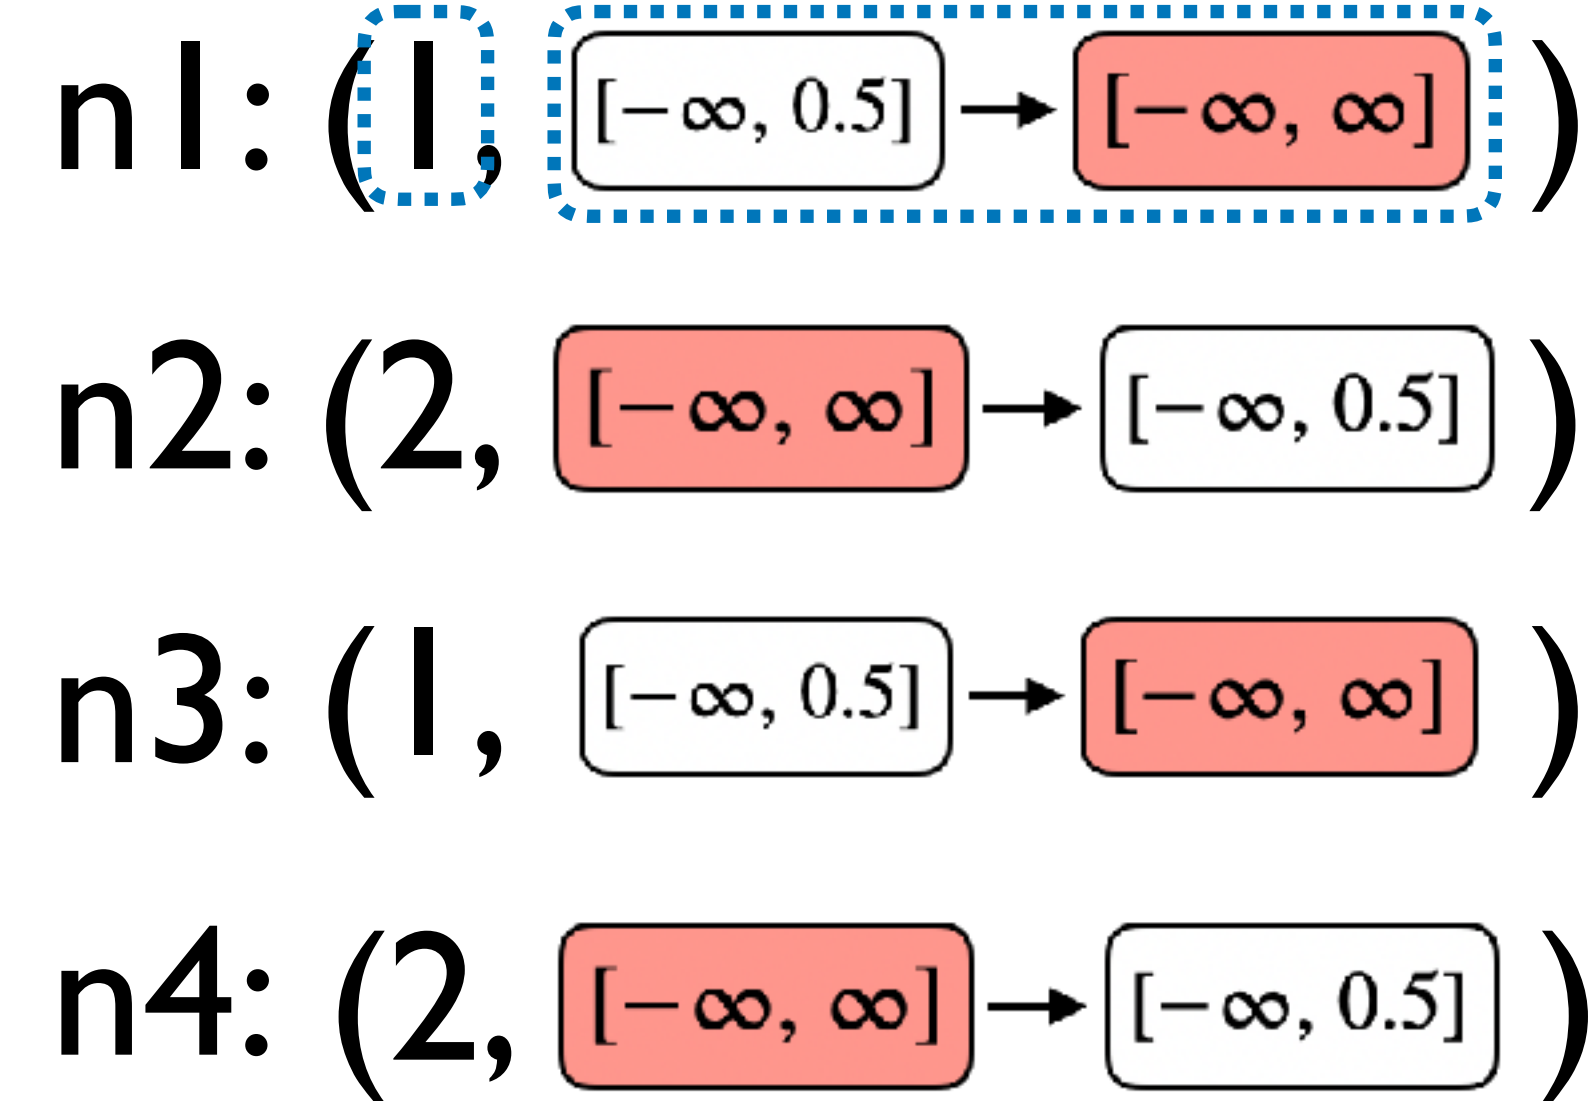 n1: (1, [−∞, 0.5] → [−∞, ∞] )
n2: (2, [−∞, ∞] → [−∞, 0.5] )
n3: (1, [−∞, 0.5] → [−∞, ∞] )
n4: (2, [−∞, ∞] → [−∞, 0.5] )